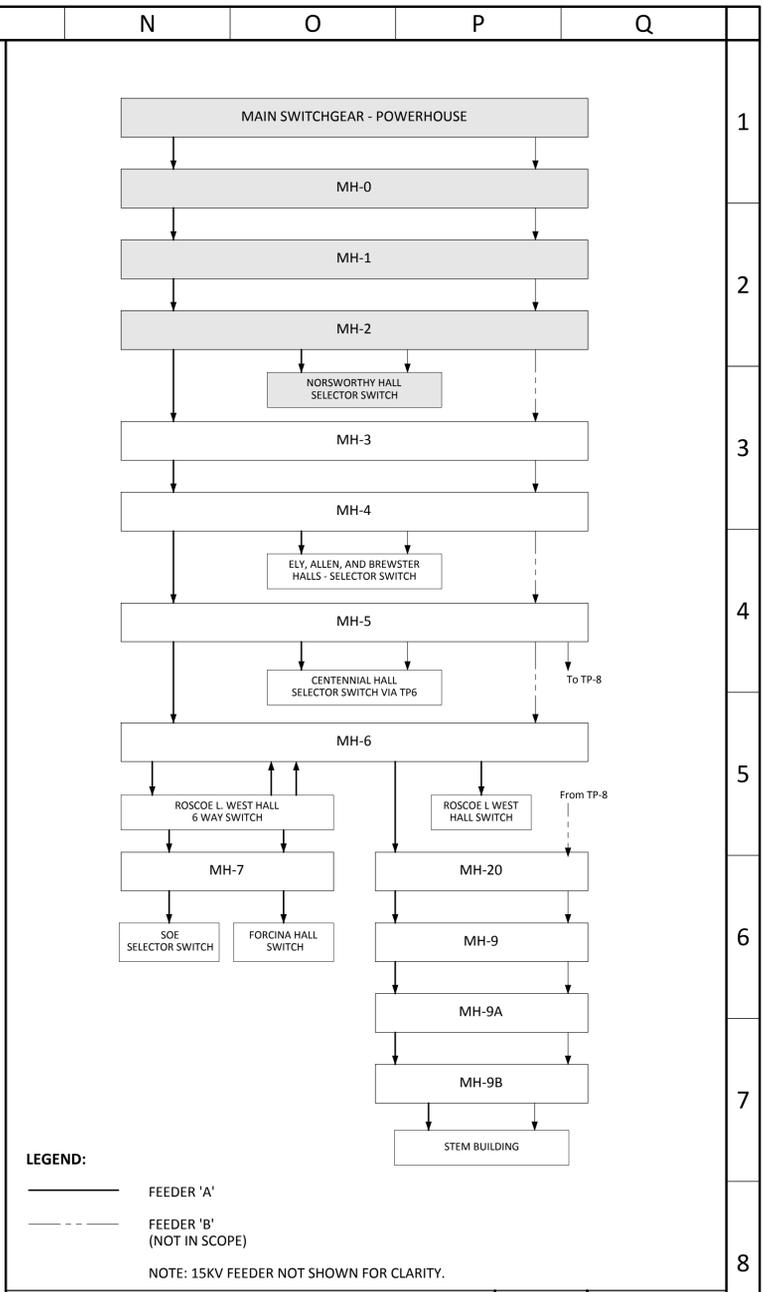 N O P Q
1
MAIN SWITCHGEAR - POWERHOUSE
MH-0
MH-1
2
MH-2
NORSWORTHY HALL
SELECTOR SWITCH
3
MH-3
MH-4
ELY, ALLEN, AND BREWSTER
HALLS - SELECTOR SWITCH
4
MH-5
CENTENNIAL HALL
SELECTOR SWITCH VIA TP6
To TP-8
MH-6
5
ROSCOE L. WEST HALL
6 WAY SWITCH
ROSCOE L WEST
HALL SWITCH
From TP-8
MH-7
MH-20
SOE
SELECTOR SWITCH
FORCINA HALL
SWITCH
MH-9
6
MH-9A
MH-9B
7
STEM BUILDING
LEGEND:
FEEDER 'A'
FEEDER 'B'
(NOT IN SCOPE)
NOTE: 15KV FEEDER NOT SHOWN FOR CLARITY.
8